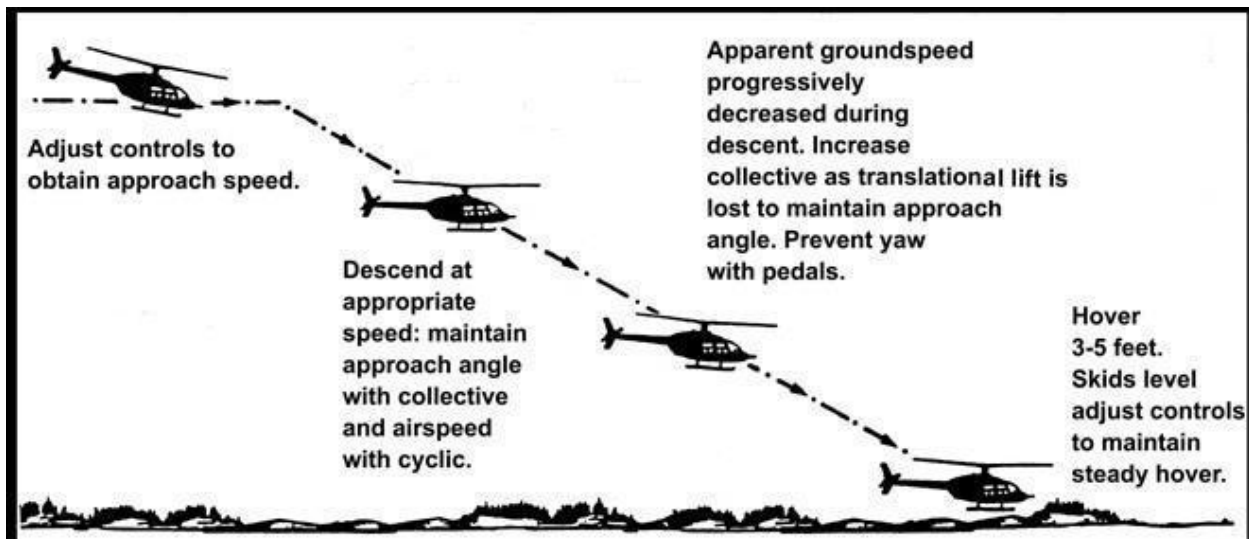 Adjust controls to
obtain approach speed.
Descend at
appropriate
speed: maintain
approach angle
with collective
and airspeed
with cyclic.
Apparent groundspeed
progressively
decreased during
descent. Increase
collective as translational lift is
lost to maintain approach
angle. Prevent yaw
with pedals.
Hover
3-5 feet.
Skids level
adjust controls
to maintain
steady hover.